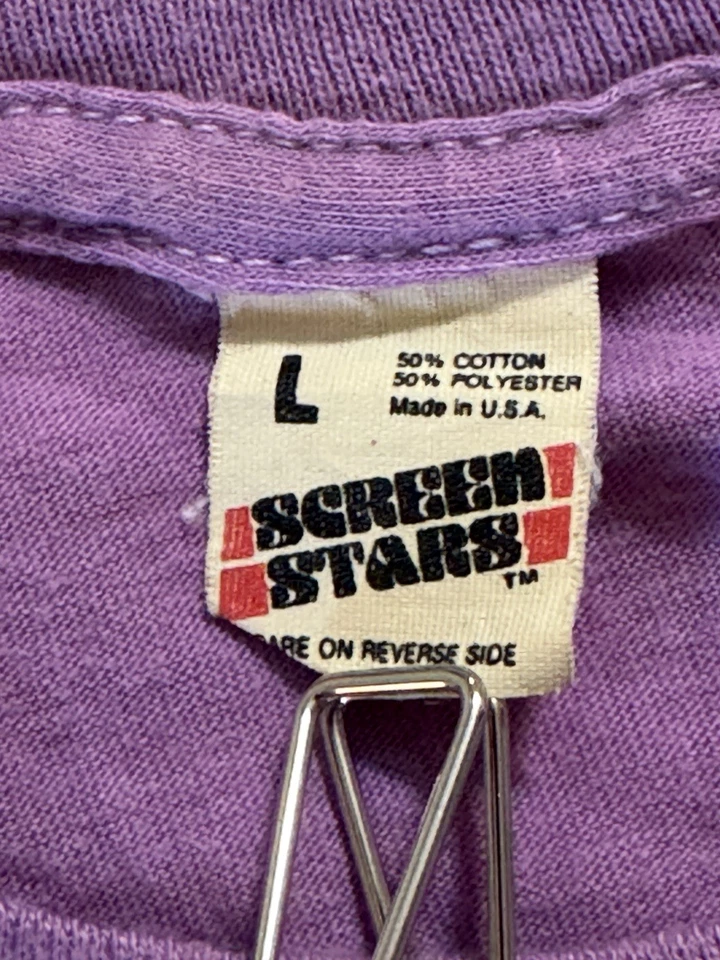 L
50% COTTON
50% POLYESTER
Made in U.S.A.
SCREEN
STARS
TM
ARE ON REVERSE SIDE